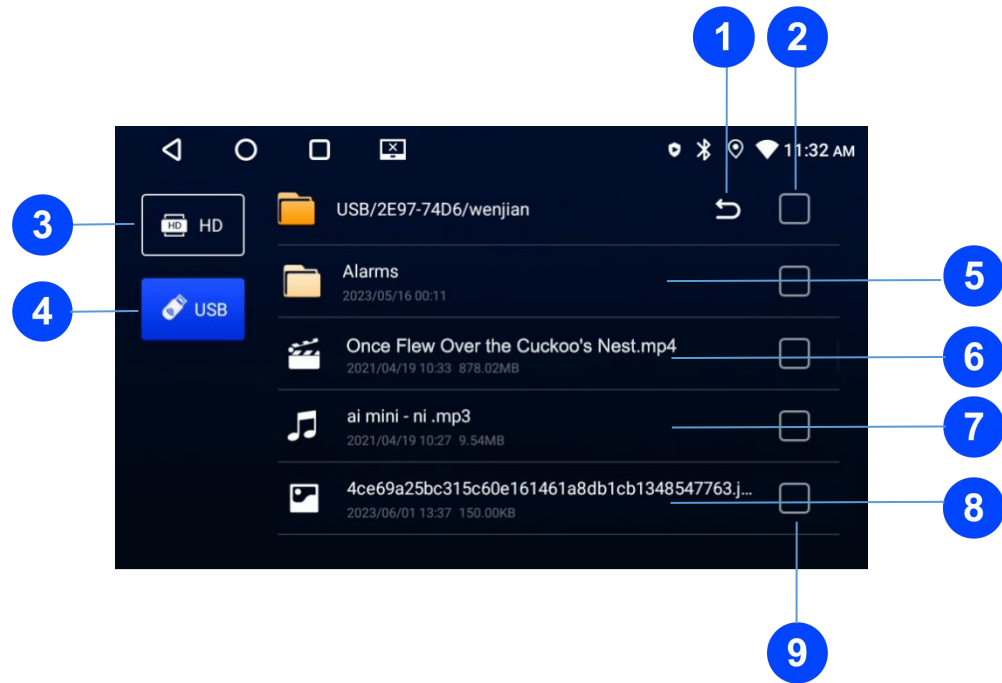 1
2
11:32 AM
3
HD HD
USB/2E97-74D6/wenjian
Alarms
2023/05/16 00:11
5
4
USB
Once Flew Over the Cuckoo's Nest.mp4
2021/04/19 10:33 878.02MB
6
ai mini - ni .mp3
2021/04/19 10:27 9.54MB
7
4ce69a25bc315c60e161461a8db1cb1348547763.j...
2023/06/01 13:37 150.00KB
8
9